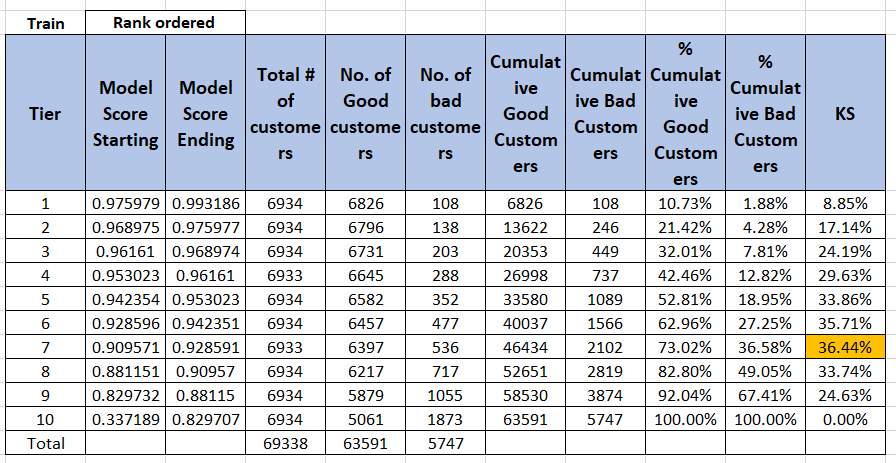 Train Rank ordered
Tier Model Score Starting Model Score Ending Total # of customers No. of Good customers No. of bad customers Cumulative Good Customers Cumulative Bad Customers % Cumulative Good Customers % Cumulative Bad Customers KS
1 0.975979 0.993186 6934 6826 108 6826 108 10.73% 1.88% 8.85%
2 0.968975 0.975977 6934 6796 138 13622 246 21.42% 4.28% 17.14%
3 0.96161 0.968974 6934 6731 203 20353 449 32.01% 7.81% 24.19%
4 0.953023 0.96161 6933 6645 288 26998 737 42.46% 12.82% 29.63%
5 0.942354 0.953023 6934 6582 352 33580 1089 52.81% 18.95% 33.86%
6 0.928596 0.942351 6934 6457 477 40037 1566 62.96% 27.25% 35.71%
7 0.909571 0.928591 6933 6397 536 46434 2102 73.02% 36.58% 36.44%
8 0.881151 0.90957 6934 6217 717 52651 2819 82.80% 49.05% 33.74%
9 0.829732 0.88115 6934 5879 1055 58530 3874 92.04% 67.41% 24.63%
10 0.337189 0.829707 6934 5061 1873 63591 5747 100.00% 100.00% 0.00%
Total 69338 63591 5747